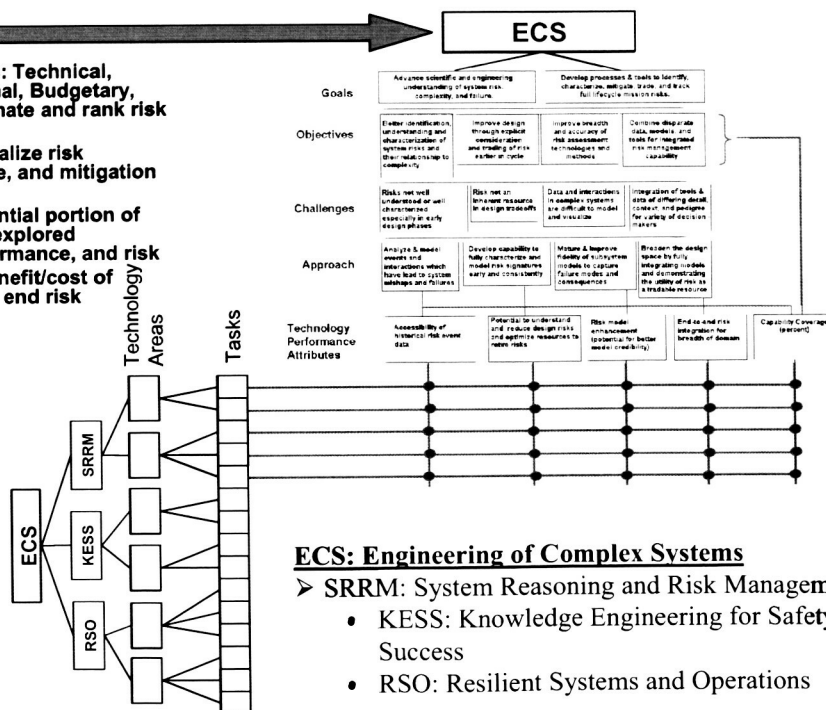 ECS
: Technical,
al, Budgetary,
nate and rank risk
alize risk
e, and mitigation
ntial portion of
explored
rmance, and risk
enefit/cost of
end risk
Goals
Advance scientific and engineering
understanding of system risk,
complexity, and failure.
Develop processes & tools to identify,
characterize, mitigate, trade, and track
full lifecycle mission risks.
Objectives
Better identification,
understanding and
characterization of
system risks and
their relationship to
complexity
Improve design
through explicit
consideration
and trading of risk
earlier in cycle
Improve breadth
and accuracy of
risk assessment
technologies and
methods
Combine disparate
data, models, and
tools for integrated
risk management
capability
Challenges
Risks not well
understood or well
characterized
especially in early
design phases
Risk not an
inherent resource
in design tradeoffs
Data and interactions
in complex systems
are difficult to model
and visualize
Integration of tools &
data of differing detail,
context, and pedigree
for variety of decision
makers
Approach
Analyze & model
events and
interactions which
have lead to system
mishaps and failures
Develop capability to
fully characterize and
model risk signatures
early and consistently
Mature & improve
fidelity of subsystem
models to capture
failure modes and
consequences
Broaden the design
space by fully
integrating models
and demonstrating
the utility of risk as
a tradable resource
Technology
Performance
Attributes
Accessibility of
historical risk event
data
Potential to understand
and reduce design risks
and optimize resources to
retire risks
Risk model
enhancement
(potential for better
model credibility)
End-to-end risk
integration for
breadth of domain
Capability Coverage
(percent)
Technology
Areas
Tasks
ECS
SRRM
KESS
RSO
ECS: Engineering of Complex Systems
➢ SRRM: System Reasoning and Risk Managem
• KESS: Knowledge Engineering for Safety
Success
• RSO: Resilient Systems and Operations